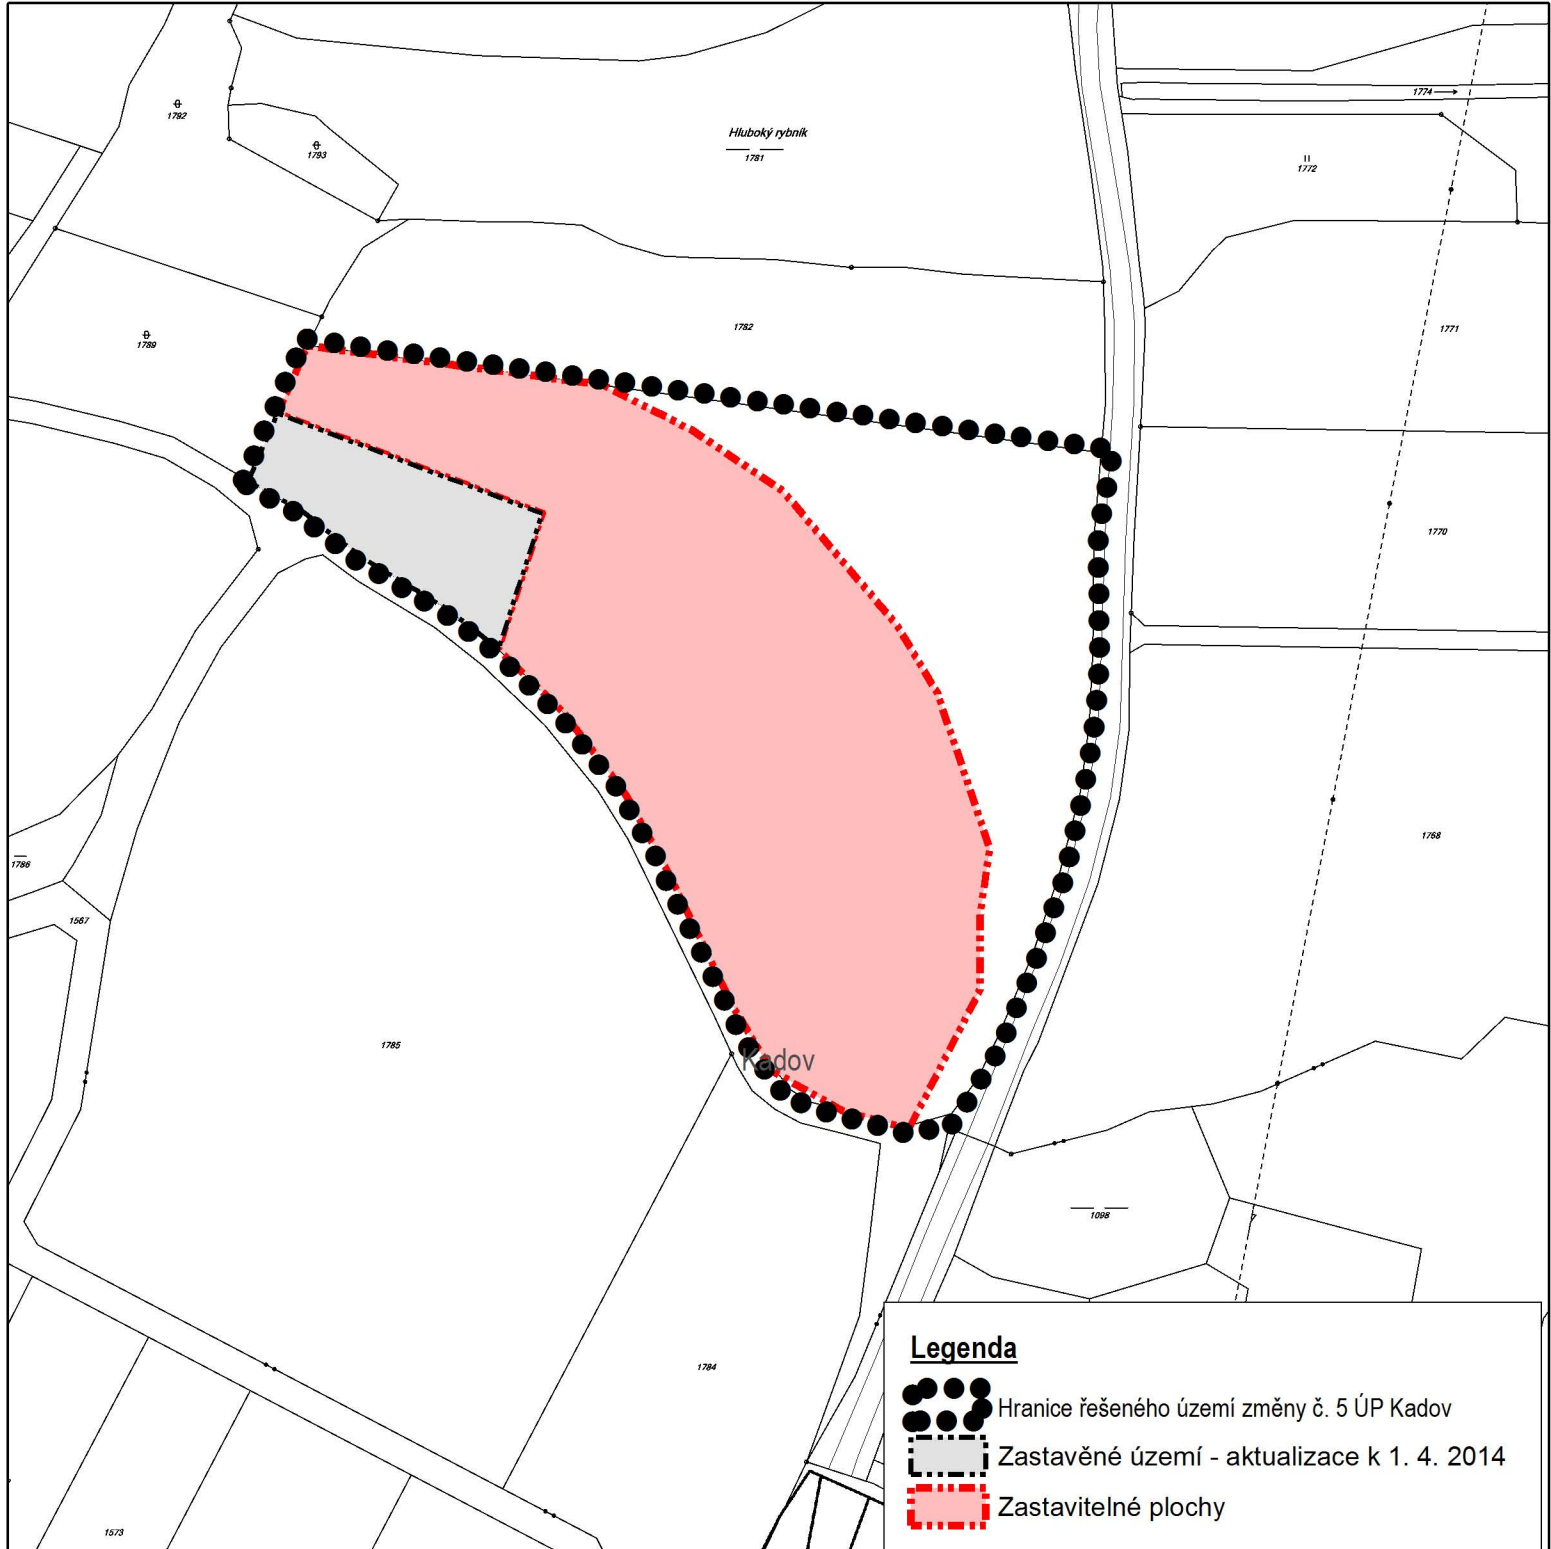 1774
1792
Hluboký rybník
1793
1781
1772
1782
1771
1789
1770
1768
1786
1567
1785
Kadov
1098
Legenda
1784
Hranice řešeného území změny č. 5 ÚP Kadov
Zastavěné území - aktualizace k 1. 4. 2014
Zastavitelné plochy
1573